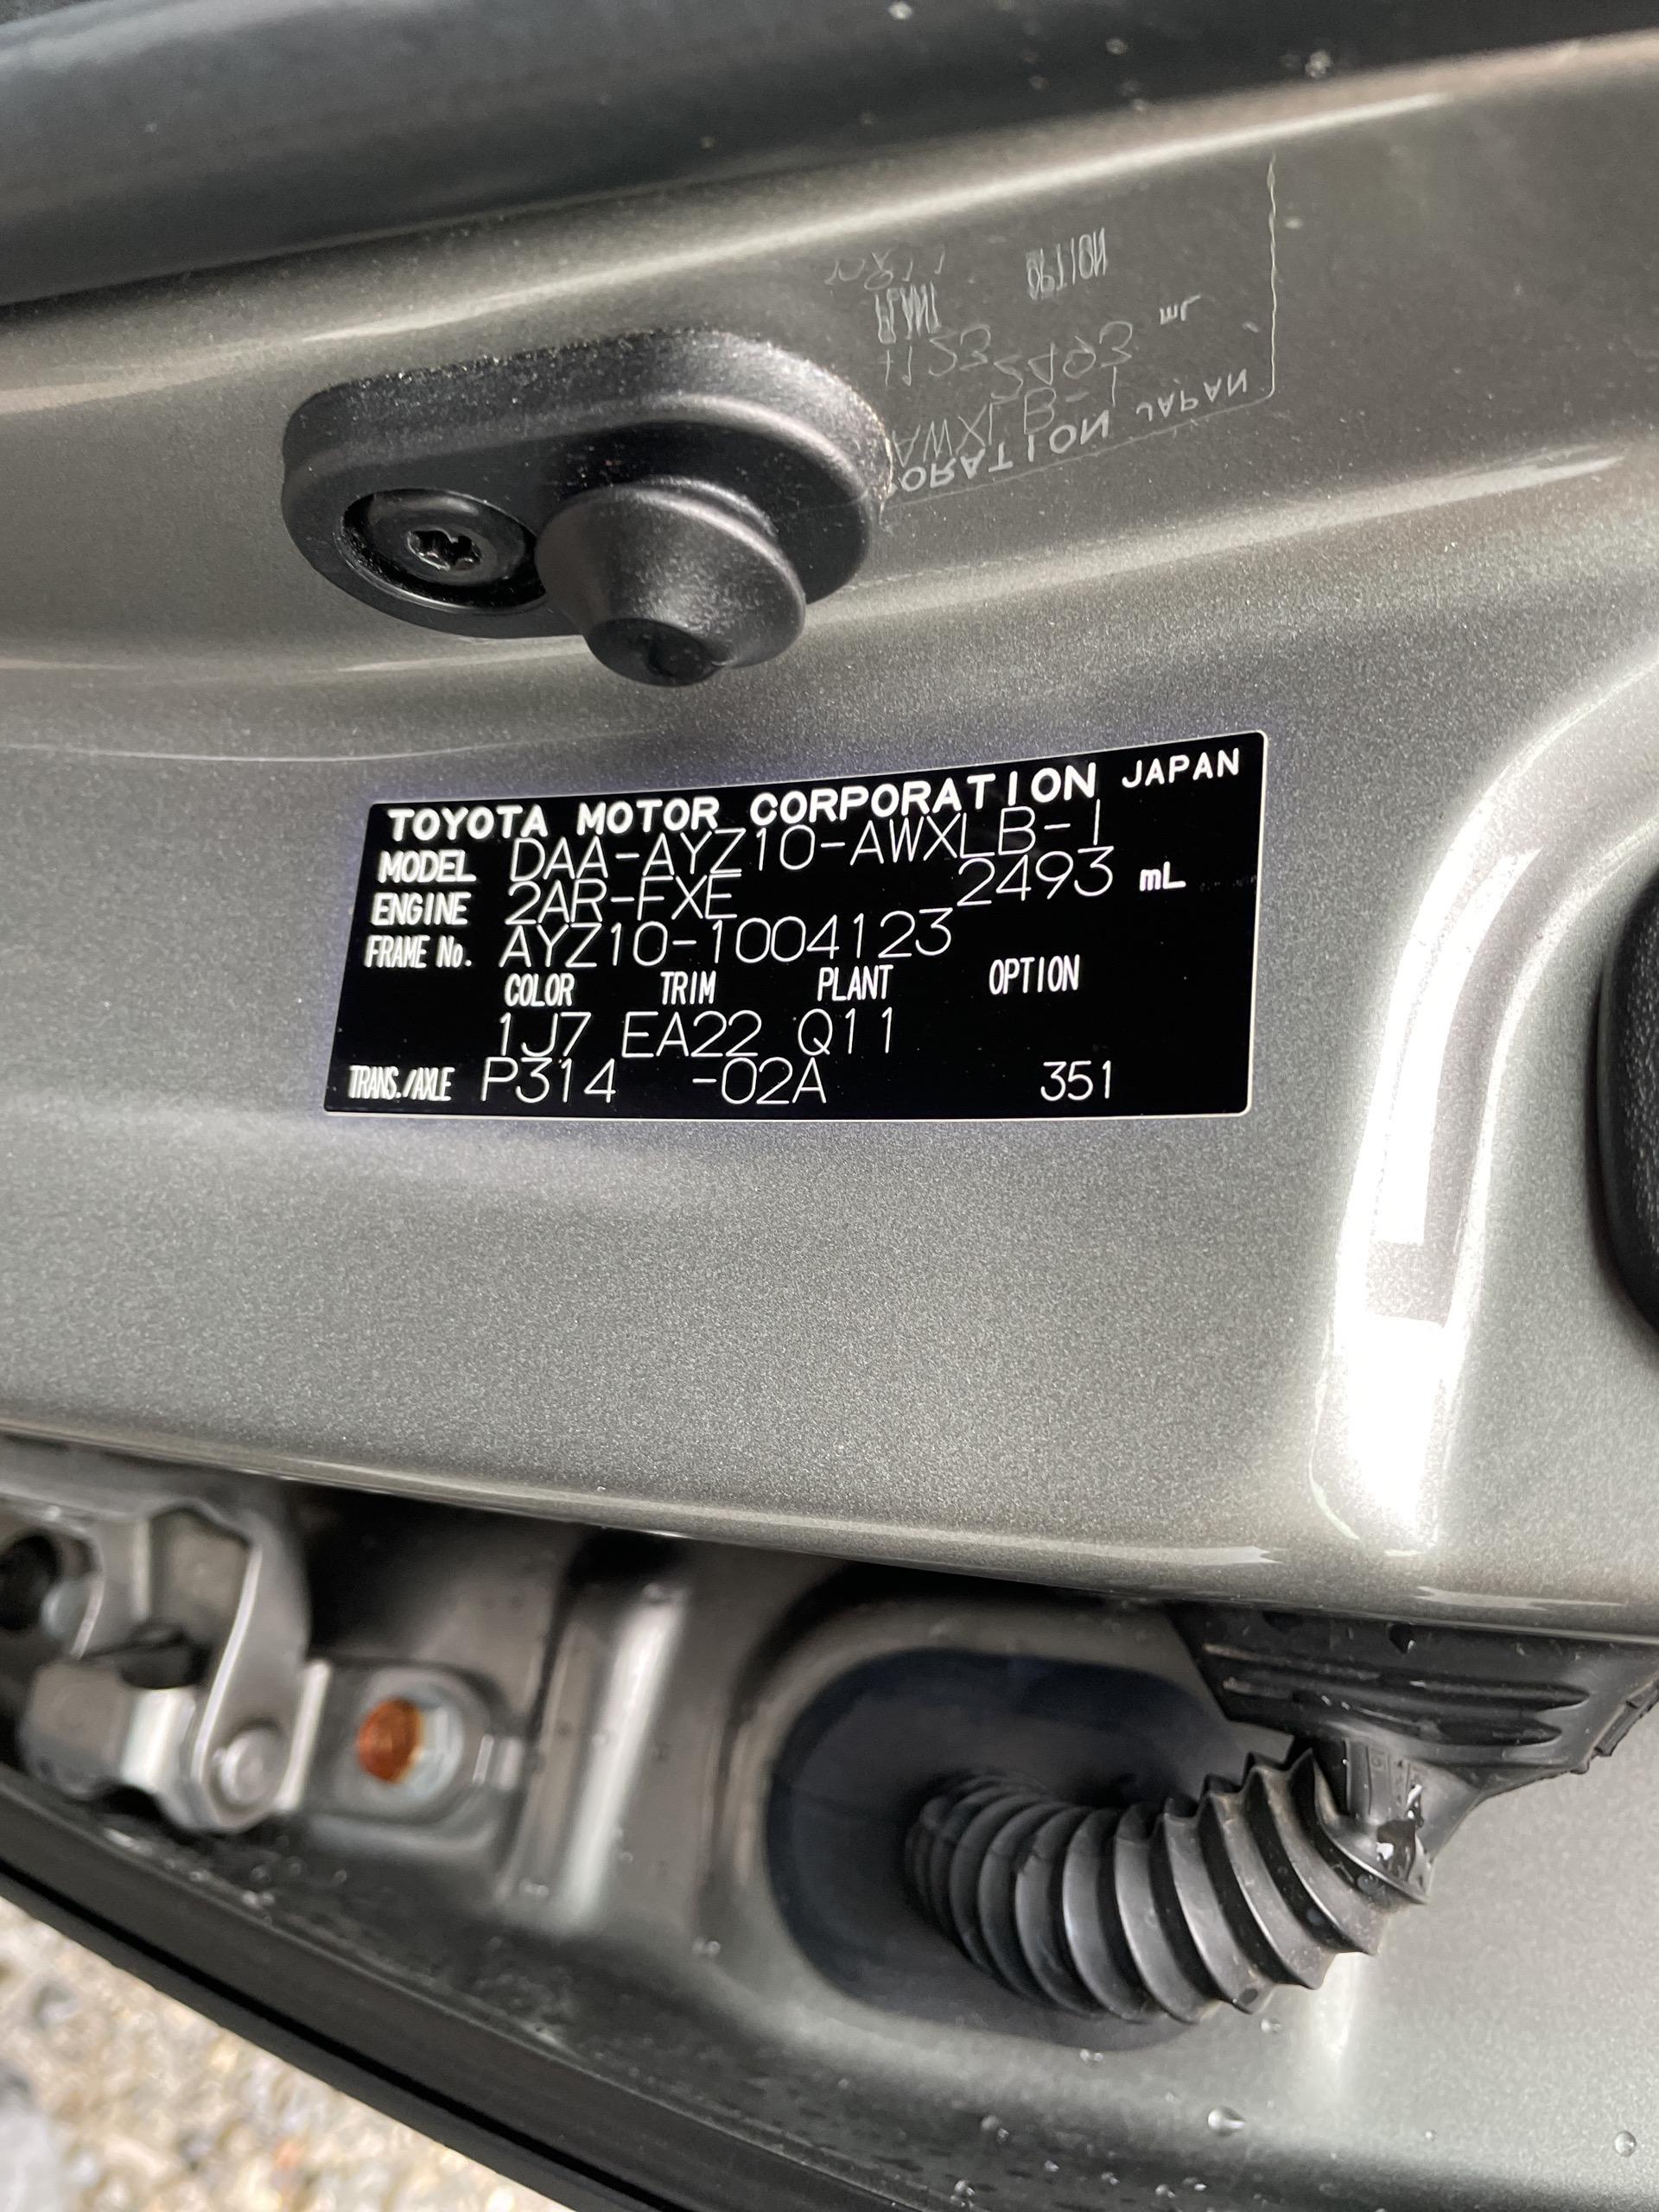 TOYOTA MOTOR CORPORATION JAPAN
MODEL DAA-AYZ10-AWXLB-1
ENGINE 2AR-FXE 2493 mL
FRAME No. AYZ10-1004123
COLOR TRIM PLANT OPTION
1J7 EA22 Q11
TRANS./AXLE P314 -02A 351